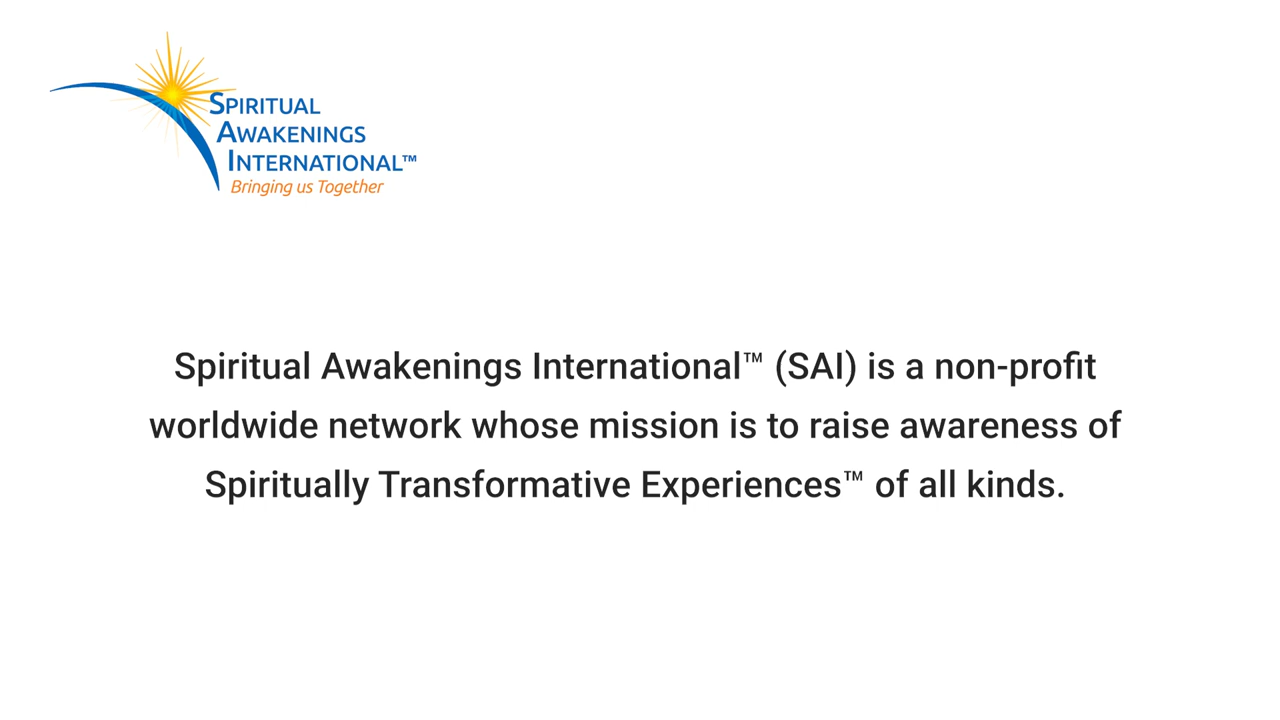 Spiritual
Awakenings
International™
Bringing us Together
Spiritual Awakenings International™ (SAI) is a non-profit
worldwide network whose mission is to raise awareness of
Spiritually Transformative Experiences™ of all kinds.